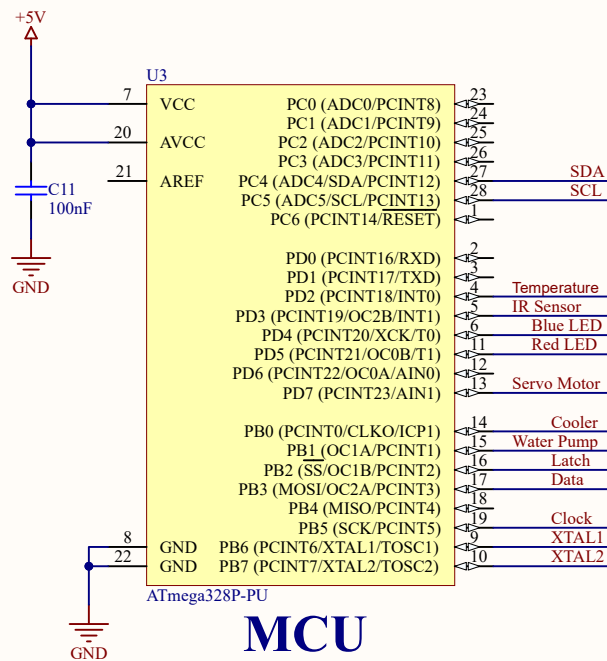 +5V
U3
7 VCC PC0 (ADC0/PCINT8) 23
PC1 (ADC1/PCINT9) 24
20 AVCC PC2 (ADC2/PCINT10) 25
PC3 (ADC3/PCINT11) 26
21 AREF PC4 (ADC4/SDA/PCINT12) 27 SDA
C11 PC5 (ADC5/SCL/PCINT13) 28 SCL
100nF PC6 (PCINT14/RESET) 1
GND
PD0 (PCINT16/RXD) 2
PD1 (PCINT17/TXD) 3
PD2 (PCINT18/INT0) 4 Temperature
PD3 (PCINT19/OC2B/INT1) 5 IR Sensor
PD4 (PCINT20/XCK/T0) 6 Blue LED
PD5 (PCINT21/OC0B/T1) 11 Red LED
PD6 (PCINT22/OC0A/AIN0) 12
PD7 (PCINT23/AIN1) 13 Servo Motor
PB0 (PCINT0/CLKO/ICP1) 14 Cooler
PB1 (OC1A/PCINT1) 15 Water Pump
PB2 (SS/OC1B/PCINT2) 16 Latch
PB3 (MOSI/OC2A/PCINT3) 17 Data
PB4 (MISO/PCINT4) 18
PB5 (SCK/PCINT5) 19 Clock
8 GND PB6 (PCINT6/XTAL1/TOSC1) 9 XTAL1
22 GND PB7 (PCINT7/XTAL2/TOSC2) 10 XTAL2
ATmega328P-PU
GND
MCU